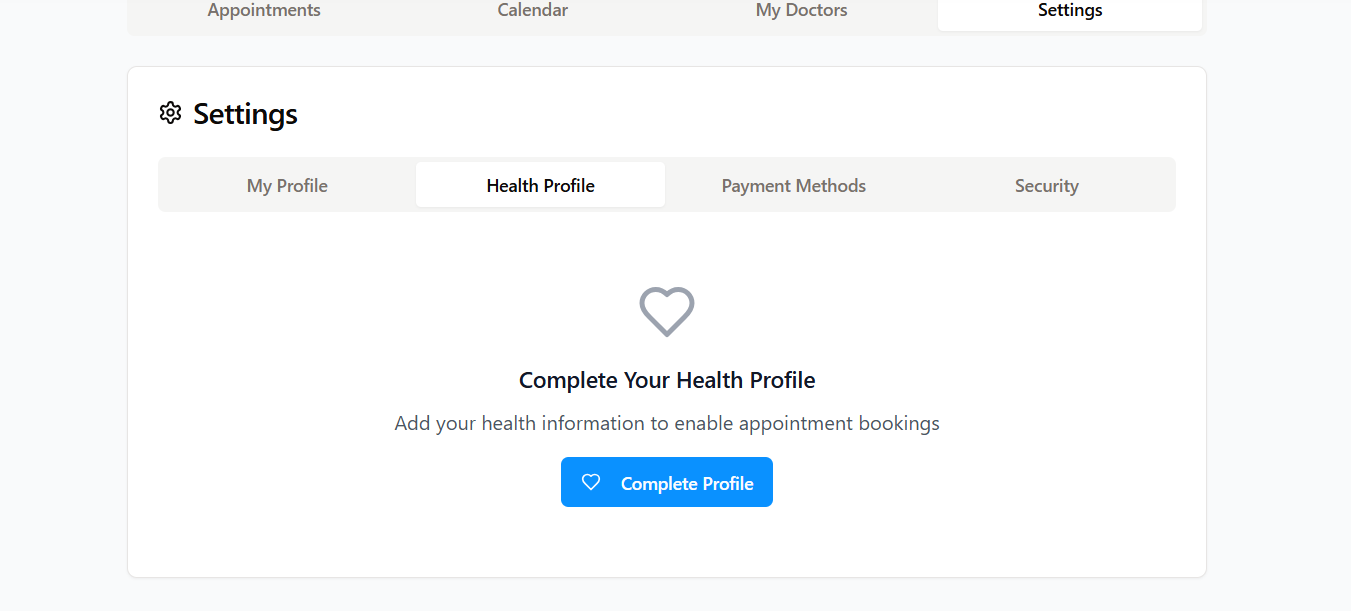 Appointments Calendar My Doctors Settings
Settings
My Profile Health Profile Payment Methods Security
Complete Your Health Profile
Add your health information to enable appointment bookings
Complete Profile